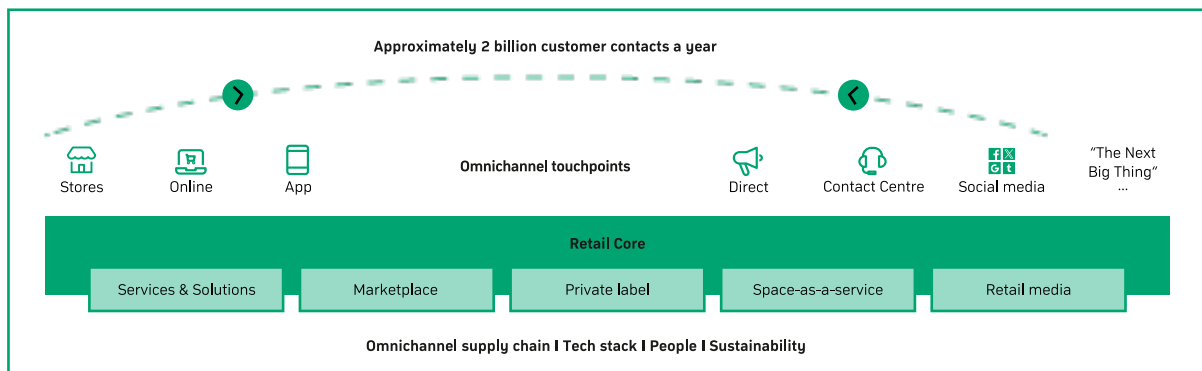 Approximately 2 billion customer contacts a year
Stores
Online
App
Omnichannel touchpoints
Direct
Contact Centre
Social media
“The Next
Big Thing”
...
Retail Core
Services & Solutions
Marketplace
Private label
Space-as-a-service
Retail media
Omnichannel supply chain I Tech stack I People I Sustainability